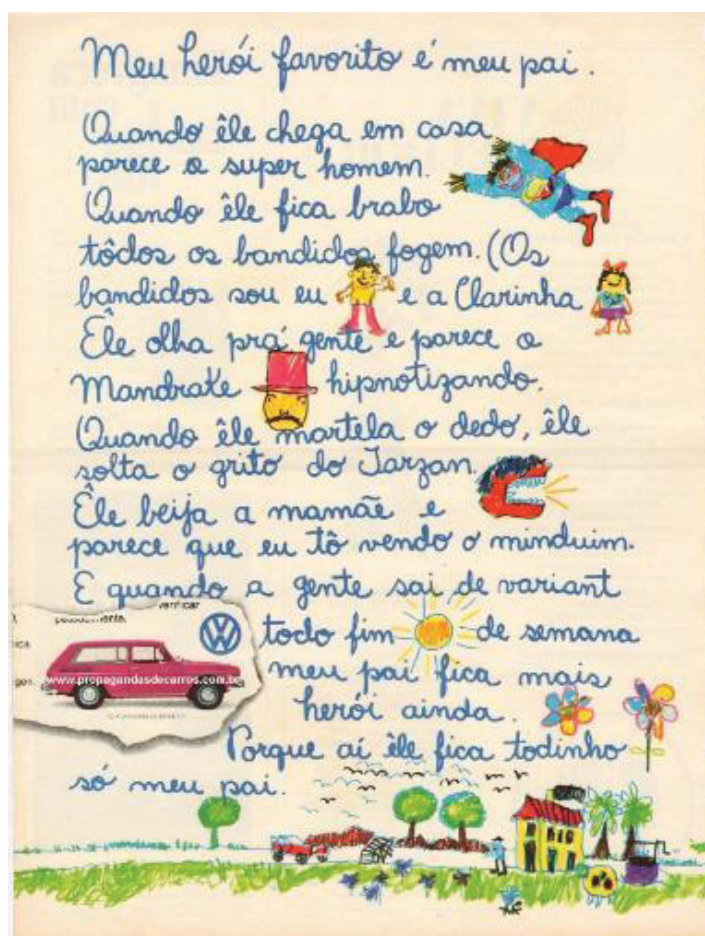 Meu herói favorito é meu pai.
Quando êle chega em casa
parece o super homem.
Quando êle fica brabo
tôdos os bandidos fogem. (Os
bandidos sou eu e a Clarinha
Êle olha prá gente e parece o
Mandrake hipnotizando.
Quando êle martela o dedo, êle
solta o grito do Tarzan.
Êle beija a mamãe e
parece que eu tô vendo o minduim.
E quando a gente sai de variant
todo fim de semana
meu pai fica mais
herói ainda.
Porque aí êle fica todinho
só meu pai.
verificar
VW
www.propagandasdecarros.com.br